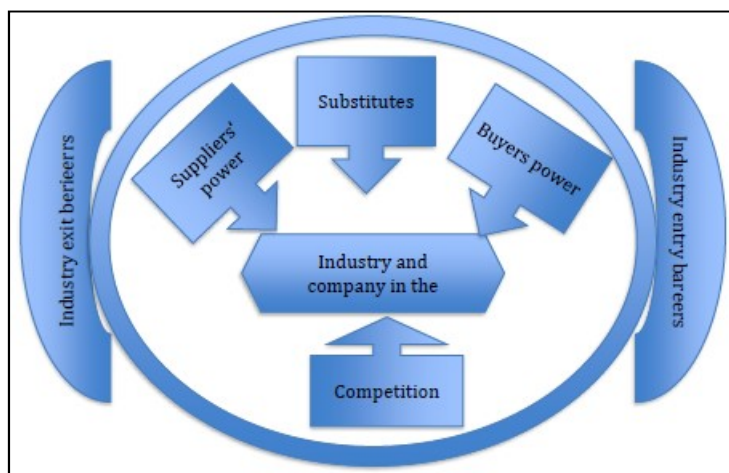 Substitutes
Suppliers'
power
Buyers power
Industry exit berieerrs
Industry entry bareers
Industry and
company in the
Competition